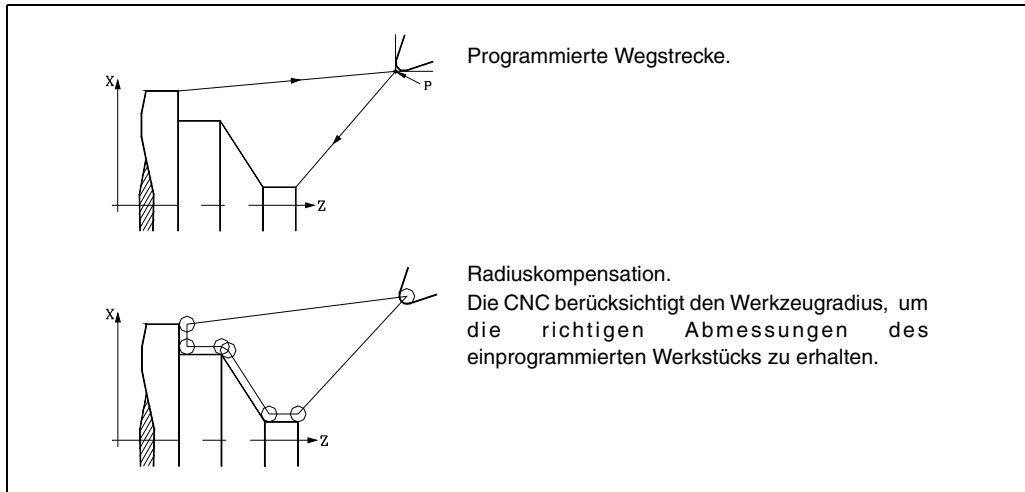 Programmierte Wegstrecke.
X
P
Z
Radiuskompensation.
Die CNC berücksichtigt den Werkzeugradius, um
die richtigen Abmessungen des
einprogrammierten Werkstücks zu erhalten.
X
Z